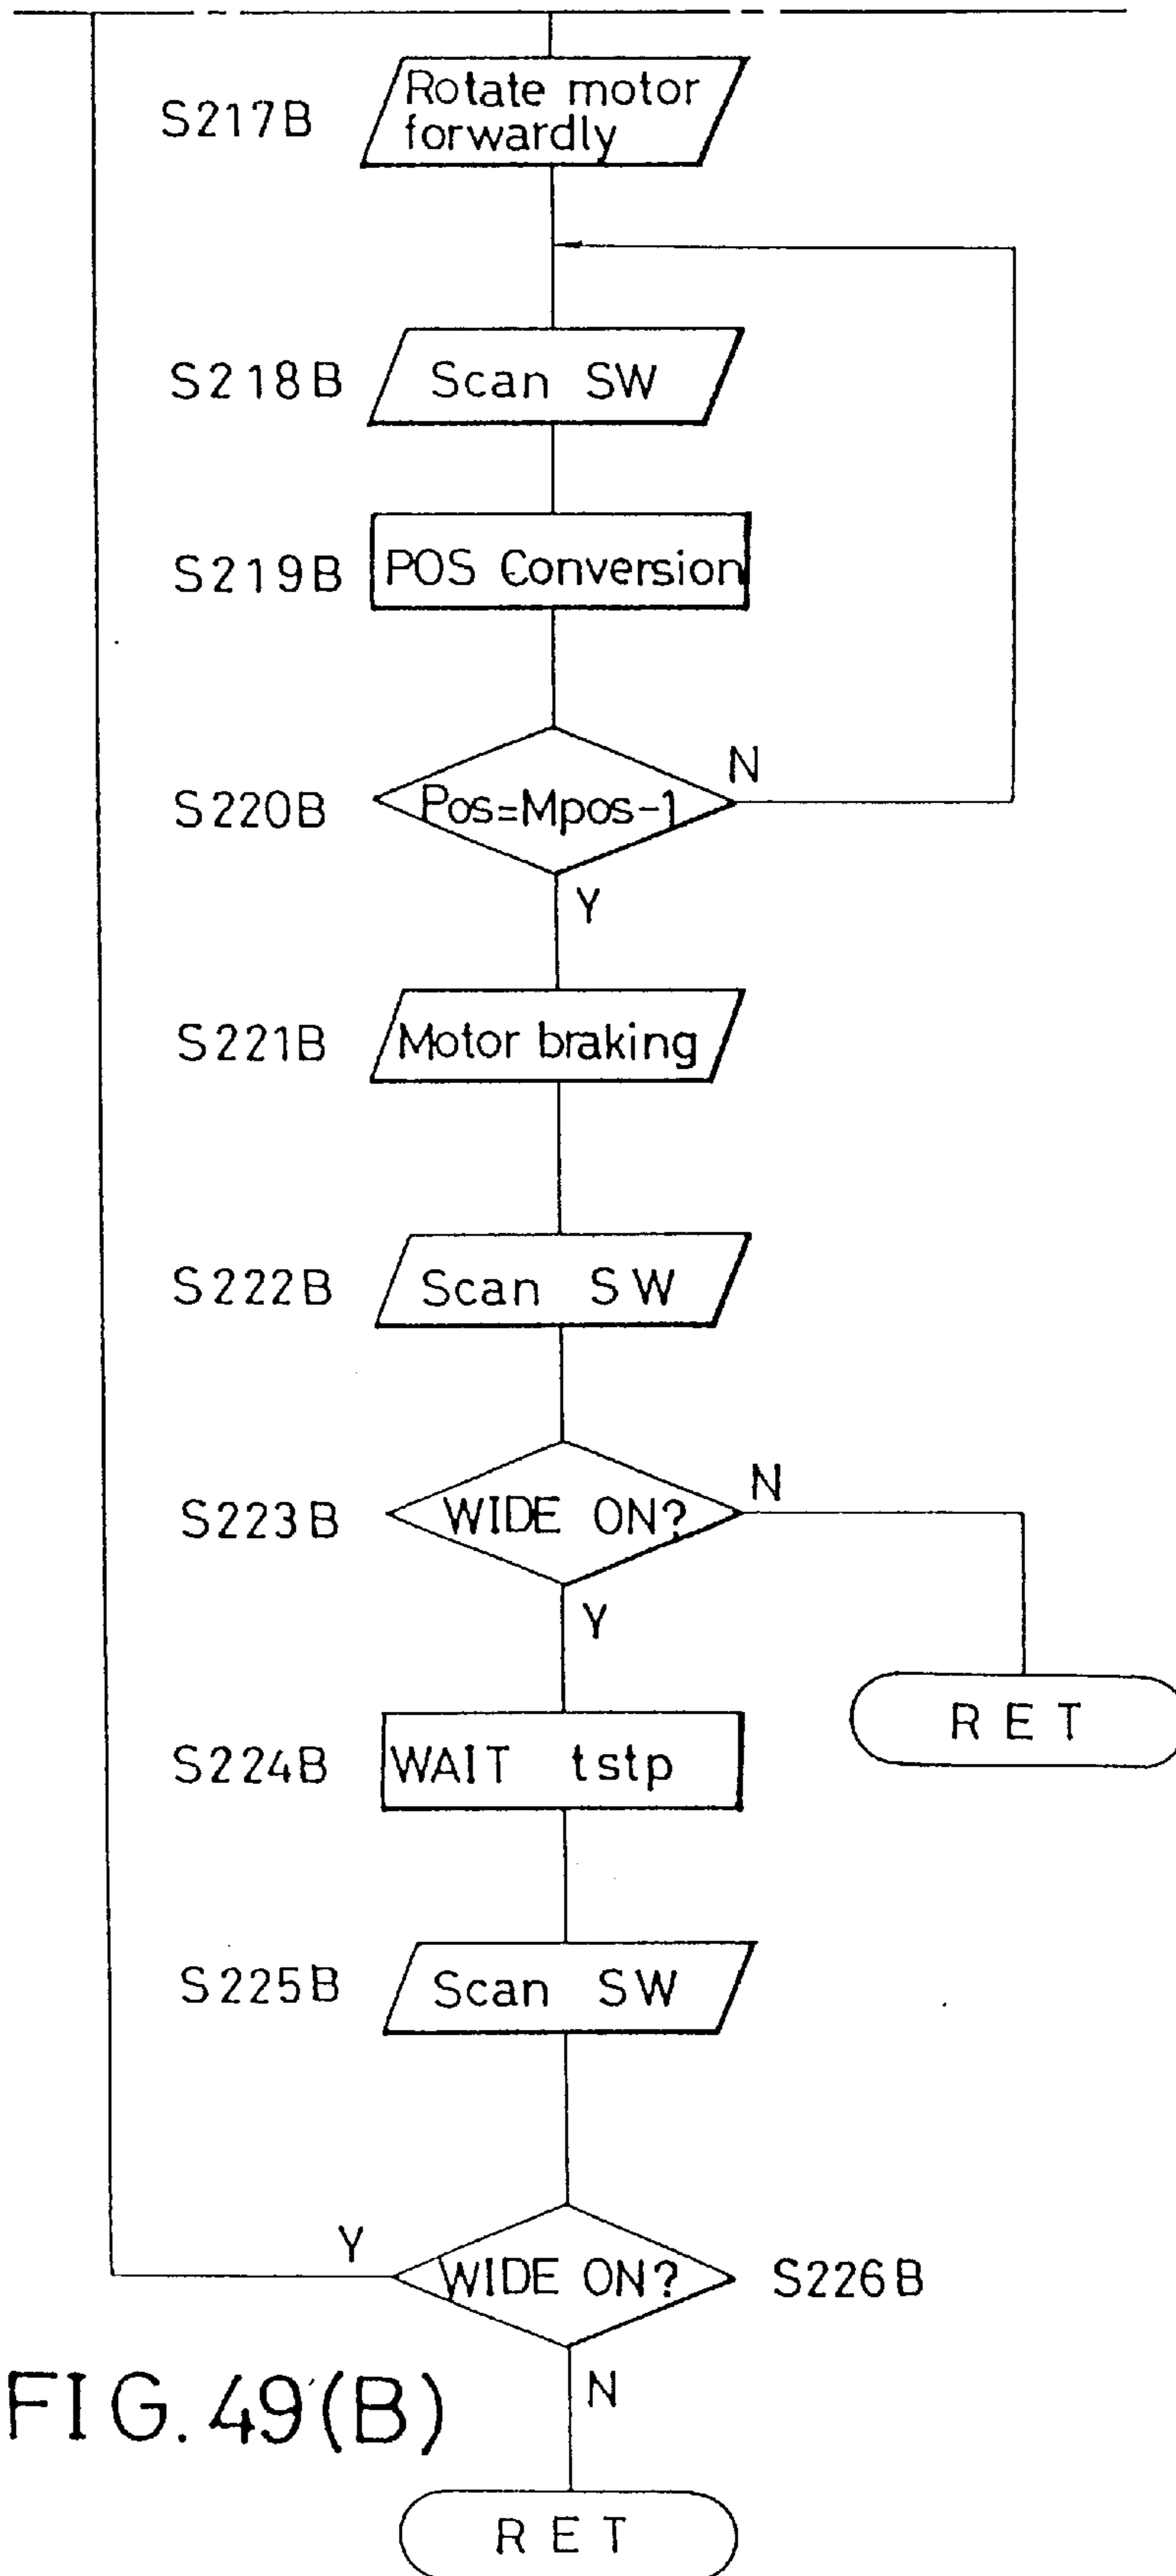 S217B
Rotate motor
forwardly
S218B
Scan SW
S219B
POS Conversion
S220B
Pos=Mpos-1
N
Y
S221B
Motor braking
S222B
Scan SW
S223B
WIDE ON?
N
Y
RET
S224B
WAIT tstp
S225B
Scan SW
Y
WIDE ON?
S226B
N
FIG. 49(B)
RET